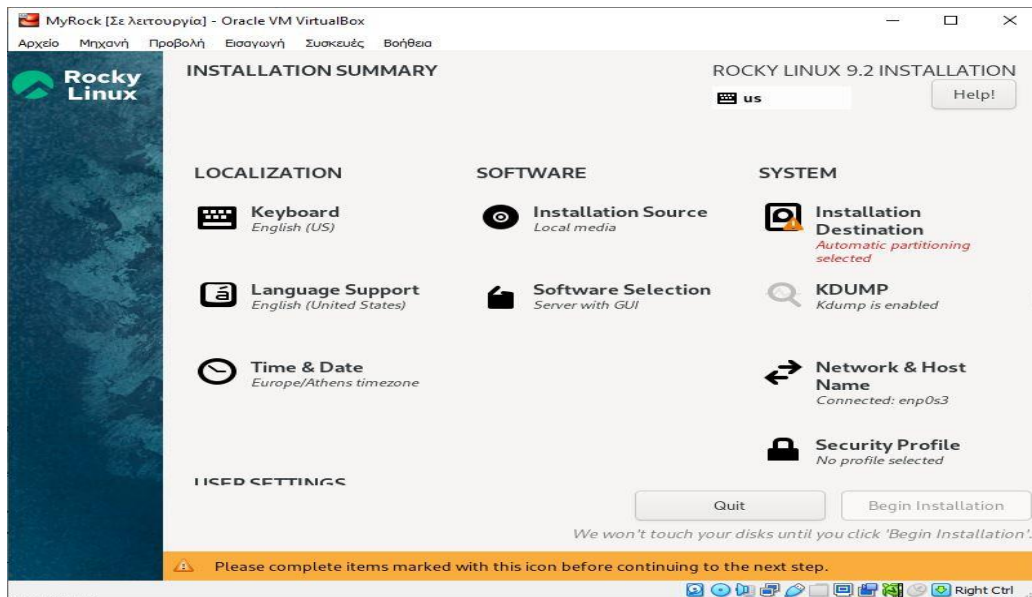 MyRock [Σε λειτουργία] - Oracle VM VirtualBox
Αρχείο Μηχανή Προβολή Εισαγωγή Συσκευές Βοήθεια
Rocky
Linux
INSTALLATION SUMMARY
ROCKY LINUX 9.2 INSTALLATION
us
Help!
LOCALIZATION
Keyboard
English (US)
Language Support
English (United States)
Time & Date
Europe/Athens timezone
SOFTWARE
Installation Source
Local media
Software Selection
Server with GUI
SYSTEM
Installation
Destination
Automatic partitioning
selected
KDUMP
Kdump is enabled
Network & Host
Name
Connected: enp0s3
Security Profile
No profile selected
USER SETTINGS
Quit
Begin Installation
We won't touch your disks until you click 'Begin Installation'.
Please complete items marked with this icon before continuing to the next step.
Right Ctrl